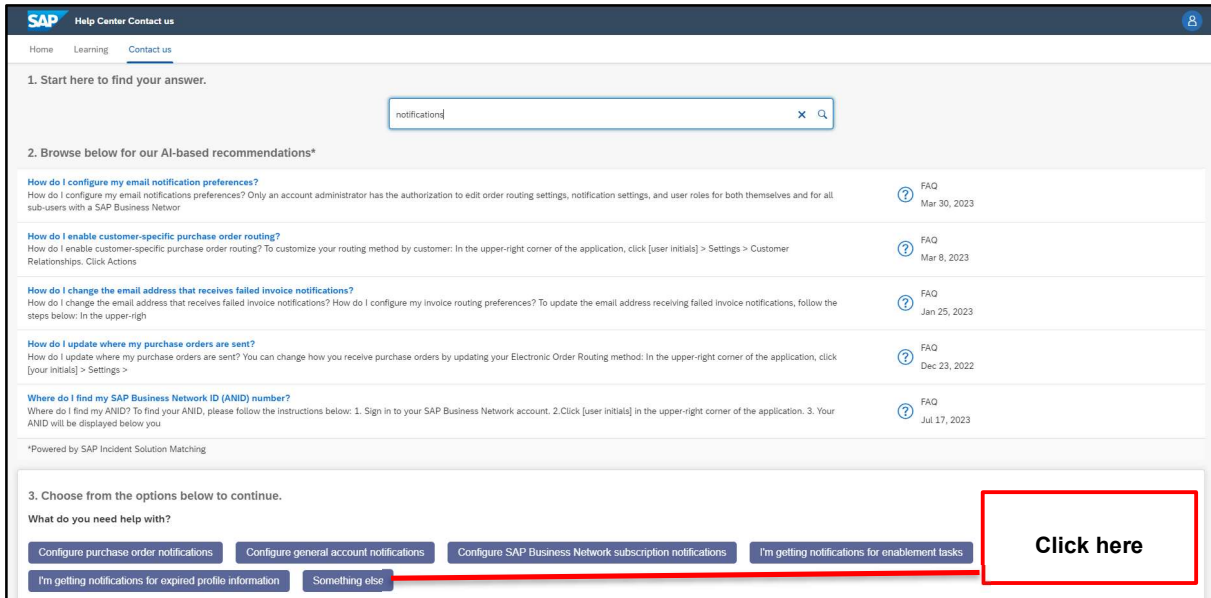 SAP Help Center Contact us
Home Learning Contact us
1. Start here to find your answer.
notifications
2. Browse below for our AI-based recommendations*
How do I configure my email notification preferences?
How do I configure my email notifications preferences? Only an account administrator has the authorization to edit order routing settings, notification settings, and user roles for both themselves and for all
sub-users with a SAP Business Networ
FAQ
Mar 30, 2023
How do I enable customer-specific purchase order routing?
How do I enable customer-specific purchase order routing? To customize your routing method by customer: In the upper-right corner of the application, click [user initials] > Settings > Customer
Relationships. Click Actions
FAQ
Mar 8, 2023
How do I change the email address that receives failed invoice notifications?
How do I change the email address that receives failed invoice notifications? How do I configure my invoice routing preferences? To update the email address receiving failed invoice notifications, follow the
steps below: In the upper-righ
FAQ
Jan 25, 2023
How do I update where my purchase orders are sent?
How do I update where my purchase orders are sent? You can change how you receive purchase orders by updating your Electronic Order Routing method: In the upper-right corner of the application, click
[your initials] > Settings >
FAQ
Dec 23, 2022
Where do I find my SAP Business Network ID (ANID) number?
Where do I find my ANID? To find your ANID, please follow the instructions below: 1. Sign in to your SAP Business Network account. 2.Click [user initials] in the upper-right corner of the application. 3. Your
ANID will be displayed below you
FAQ
Jul 17, 2023
*Powered by SAP Incident Solution Matching
3. Choose from the options below to continue.
What do you need help with?
Configure purchase order notifications Configure general account notifications Configure SAP Business Network subscription notifications I'm getting notifications for enablement tasks
I'm getting notifications for expired profile information Something else
Click here